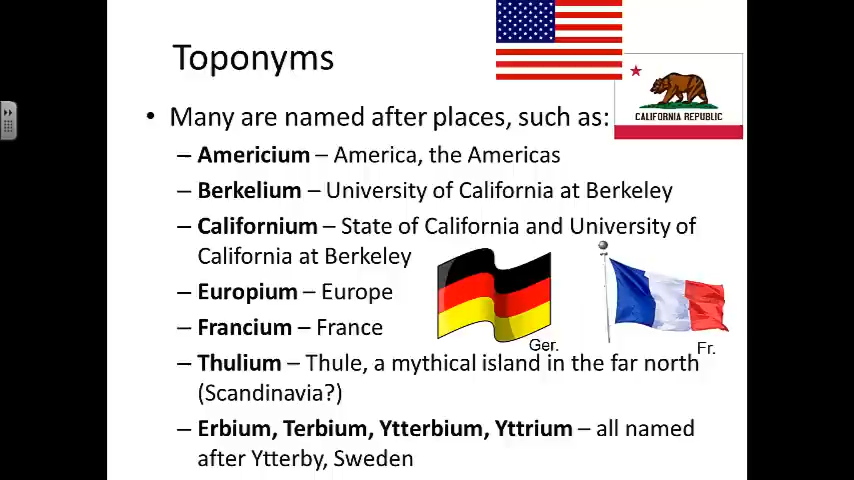 Toponyms
• Many are named after places, such as:
CALIFORNIA REPUBLIC
– Americium – America, the Americas
– Berkelium – University of California at Berkeley
– Californium – State of California and University of
California at Berkeley
– Europium – Europe
– Francium – France
Ger.
Fr.
– Thulium – Thule, a mythical island in the far north
(Scandinavia?)
– Erbium, Terbium, Ytterbium, Yttrium – all named
after Ytterby, Sweden